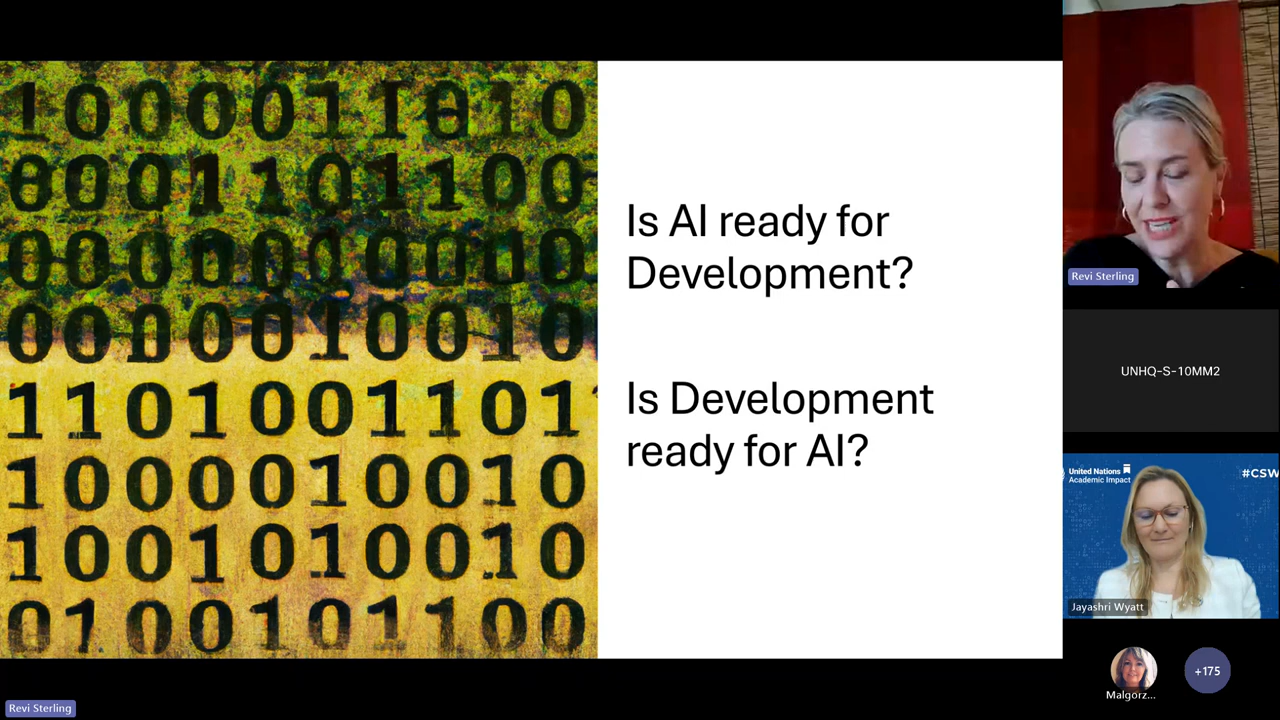 !000011010
0001101100
0000000010
0000010010
1101001101
1000010010
1001010010
0100101100
Is AI ready for
Development?
Is Development
ready for AI?
Revi Sterling
UNHQ-S-10MM2
United Nations
Academic Impact
#CSW
Jayashri Wyatt
Malgorz...
+175
Revi Sterling